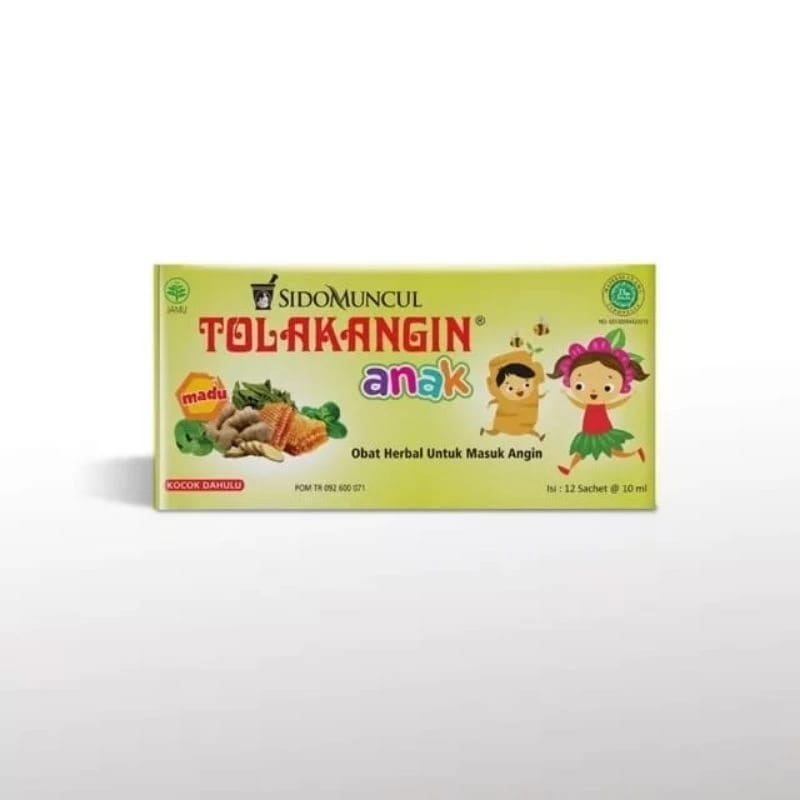 SIDOMUNCUL
TOLAKANGIN®
anak
JAMU
madu
Obat Herbal Untuk Masuk Angin
KOCOK DAHULU
POM TR 092 600 071
Isi : 12 Sachet @ 10 ml